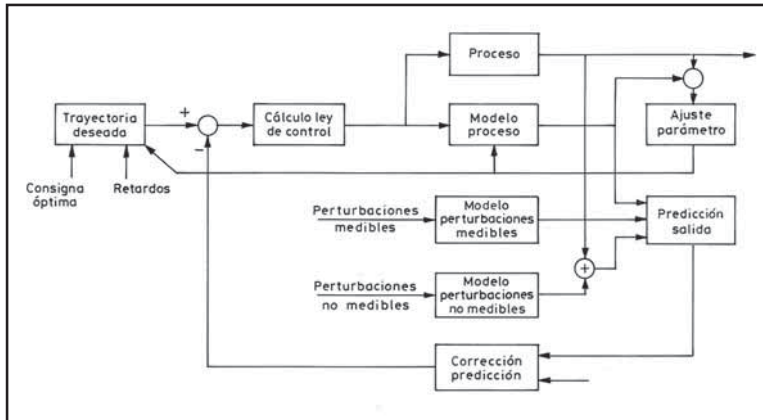 Proceso
Trayectoria
deseada
+
−
Cálculo ley
de control
Modelo
proceso
Ajuste
parámetro
Consigna
óptima
Retardos
Perturbaciones
medibles
Modelo
perturbaciones
medibles
Predicción
salida
+
Perturbaciones
no medibles
Modelo
perturbaciones
no medibles
Corrección
predicción